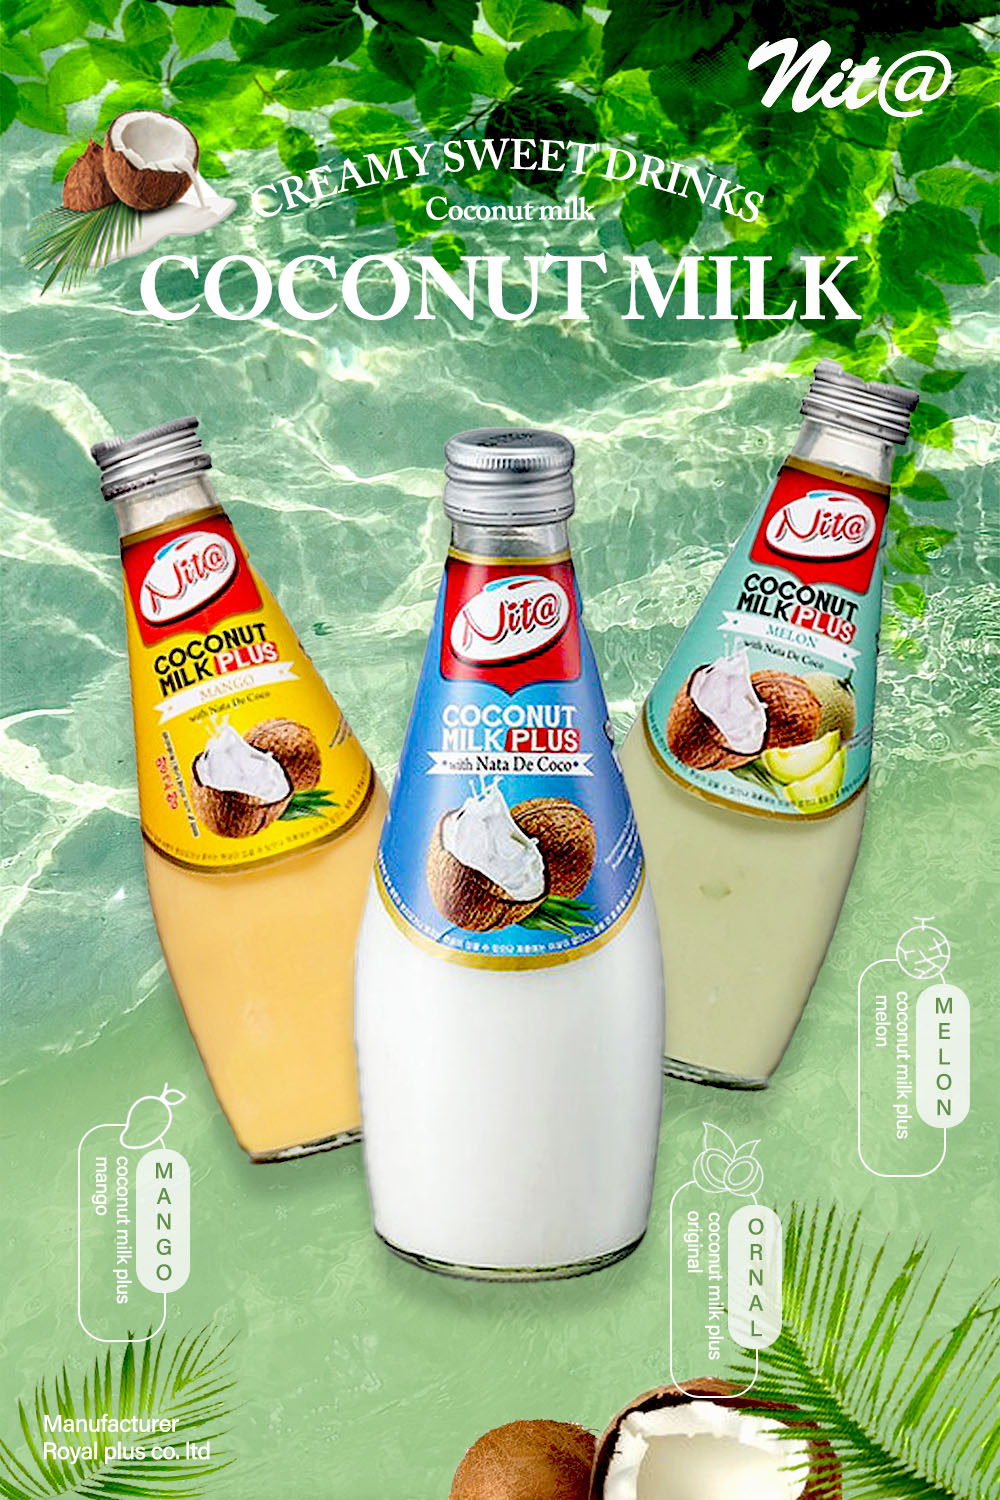 Nit@
CREAMY SWEET DRINKS
Coconut milk
COCONUT MILK
Nit@
COCONUT
MILK PLUS
MANGO
with Nata De Coco
Nit@
COCONUT
MILK PLUS
with Nata De Coco
Nit@
COCONUT
MILK PLUS
MELON
with Nata De Coco
MELON
coconut milk plus
melon
MANGO
coconut milk plus
mango
ORNAL
coconut milk plus
original
Manufacturer
Royal plus co. ltd